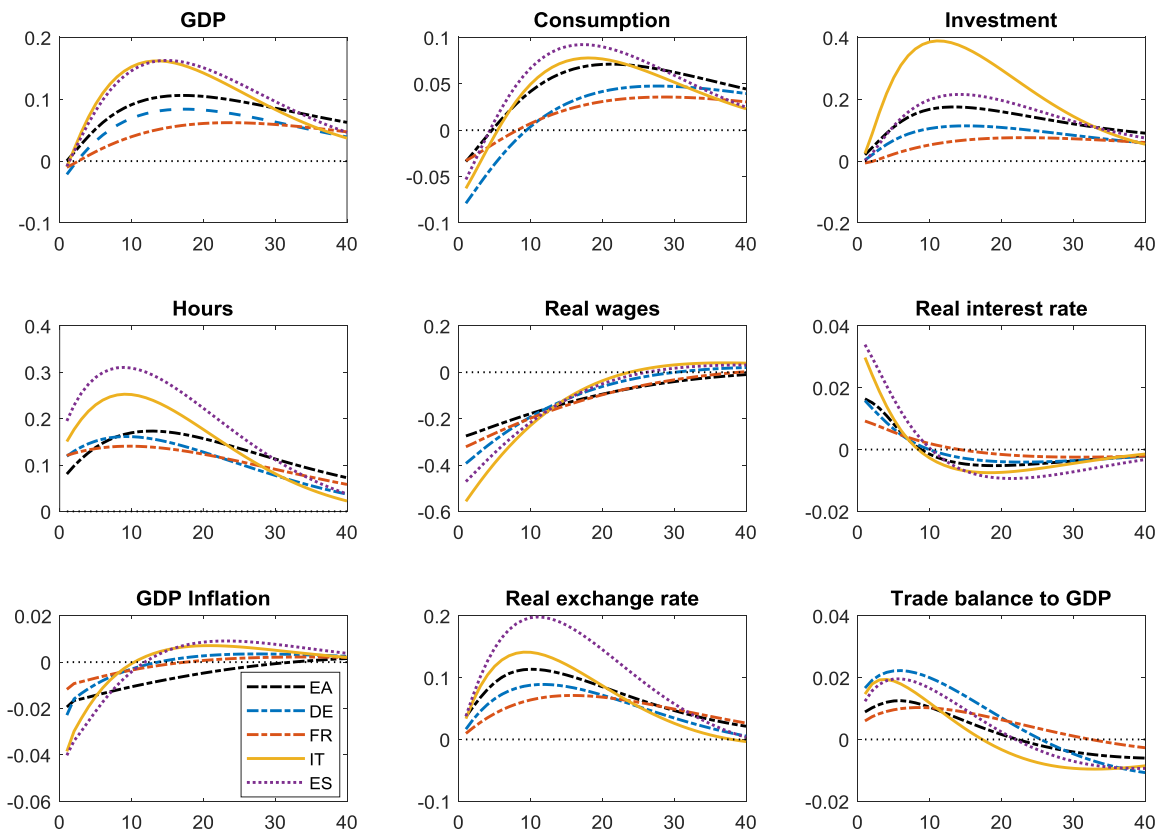 GDP
0.2
0.1
0
-0.1
0 10 20 30 40
Consumption
0.1
0.05
0
-0.05
-0.1
0 10 20 30 40
Investment
0.4
0.2
0
-0.2
0 10 20 30 40
Hours
0.4
0.3
0.2
0.1
0
0 10 20 30 40
Real wages
0.2
0
-0.2
-0.4
-0.6
0 10 20 30 40
Real interest rate
0.04
0.02
0
-0.02
0 10 20 30 40
GDP Inflation
0.02
0
-0.02
-0.04
-0.06
0 10 20 30 40
EA
DE
FR
IT
ES
Real exchange rate
0.2
0.1
0
-0.1
0 10 20 30 40
Trade balance to GDP
0.04
0.02
0
-0.02
0 10 20 30 40